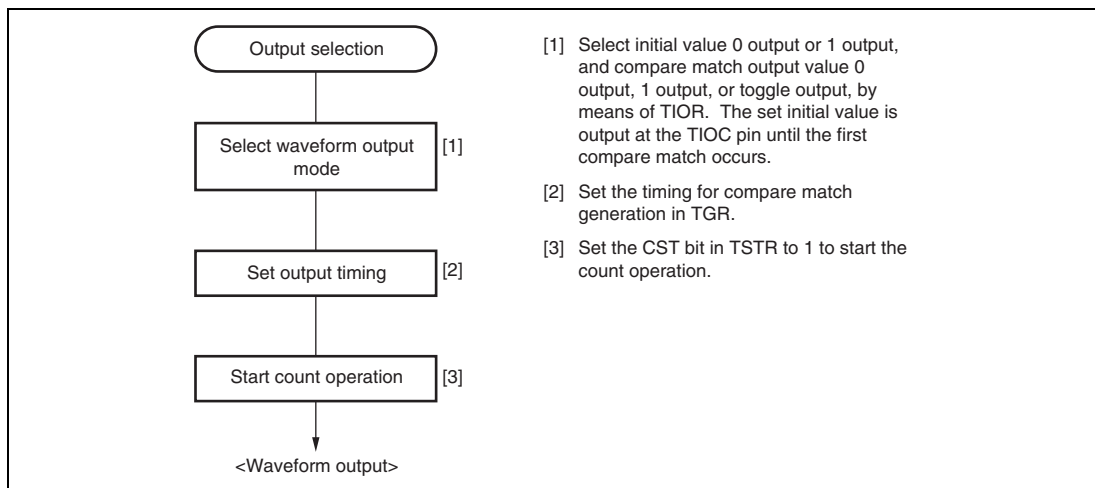 Output selection
Select waveform output
mode
[1]
Set output timing
[2]
Start count operation
[3]
<Waveform output>
[1] Select initial value 0 output or 1 output,
and compare match output value 0
output, 1 output, or toggle output, by
means of TIOR. The set initial value is
output at the TIOC pin until the first
compare match occurs.
[2] Set the timing for compare match
generation in TGR.
[3] Set the CST bit in TSTR to 1 to start the
count operation.